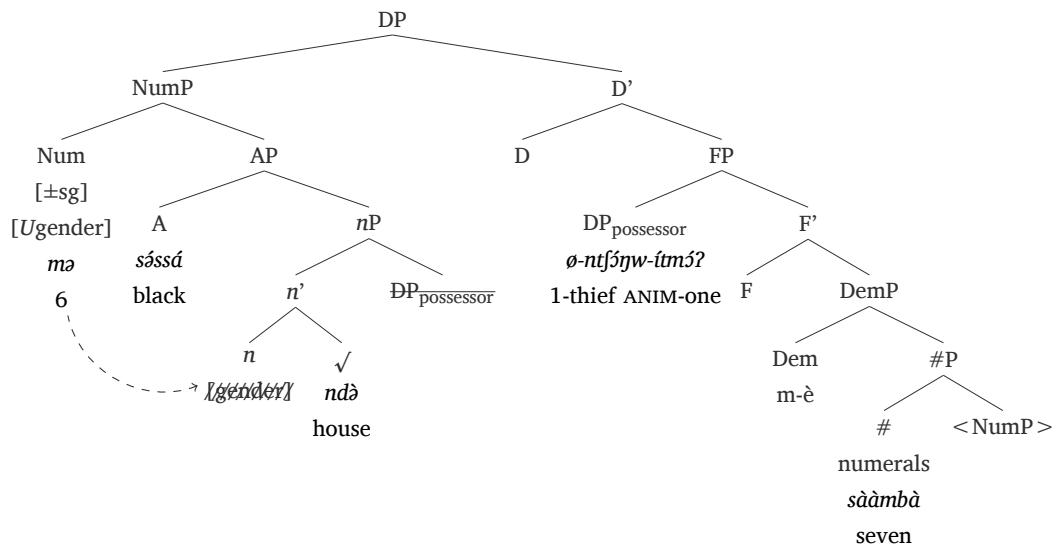 DP
NumP D’
Num AP D FP
[±sg]
[Ugender] A nP DPpossessor F’
mə sə́ssá ø-ntʃɔ́ŋw-ítmɔ́ʔ
6 black n’ DPpossessor 1-thief ANIM-one F DemP
n √ Dem #P
[gender] ndə̀ m-è
house # <NumP>
numerals
sààmbà
seven